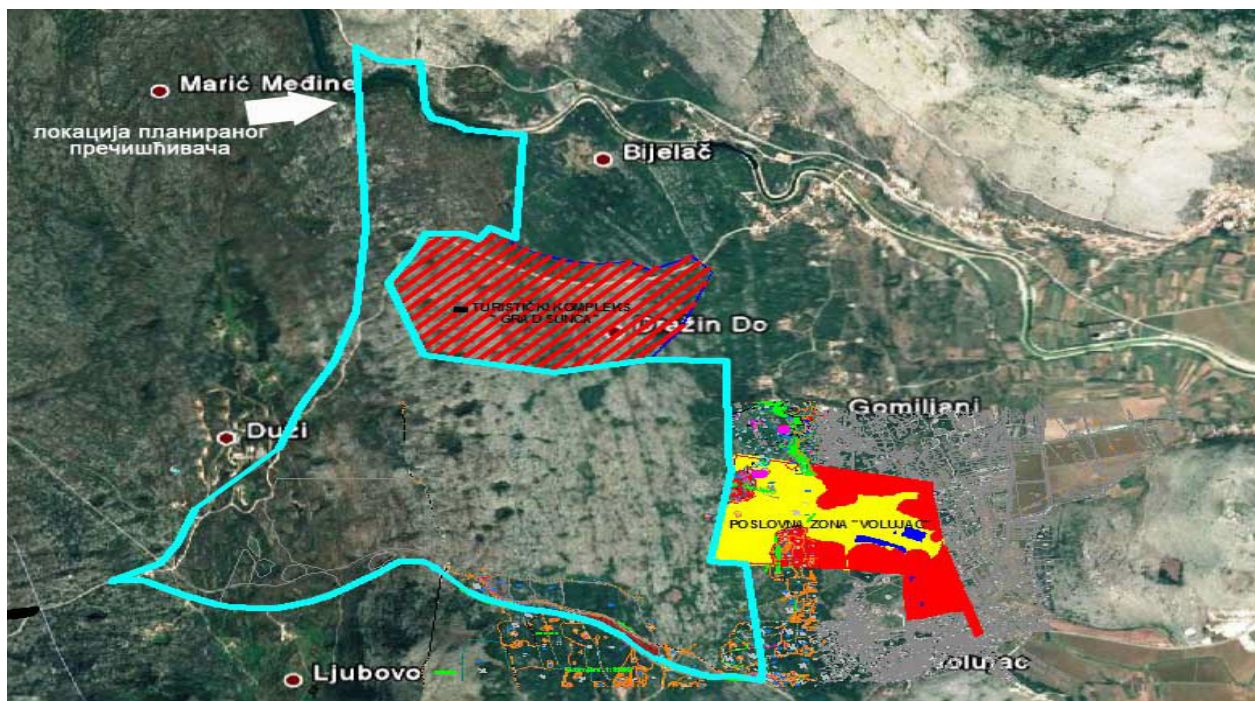 Marić Međine
локација планираног
пречишћивача
Bijelač
TURISTIČKI KOMPLEKS
GRAD SUNCA
Dražin Do
Duži
Gomiljani
POSLOVNA ZONA "VOLUJAC"
Ljubovo
Volujac